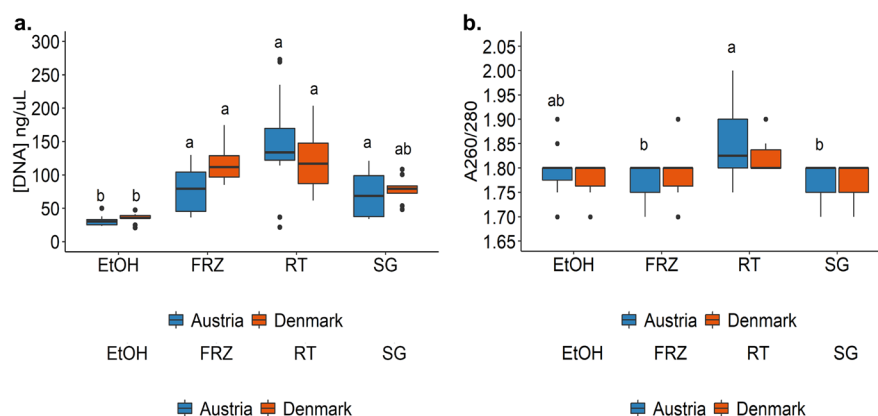 a.
[DNA] ng/uL
300
250
200
150
100
50
0
b b a a a a a ab
EtOH FRZ RT SG
Austria Denmark
EtOH FRZ RT SG
Austria Denmark
b.
A260/280
2.05
2.00
1.95
1.90
1.85
1.80
1.75
1.70
1.65
ab b a b
EtOH FRZ RT SG
Austria Denmark
EtOH FRZ RT SG
Austria Denmark